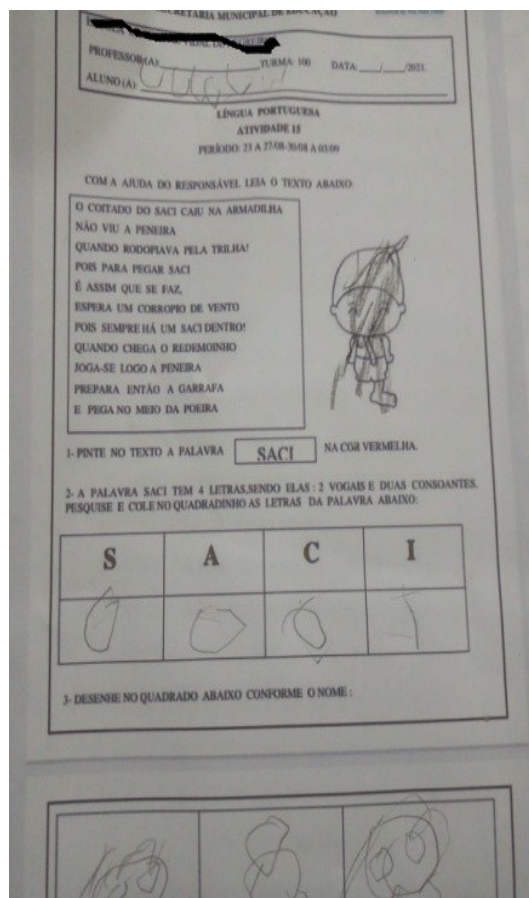 SECRETARIA MUNICIPAL DE EDUCAÇÃO
PROFESSOR(A):____________TURMA: 100 DATA:____/____/2021.
ALUNO (A):
LÍNGUA PORTUGUESA
ATIVIDADE 15
PERÍODO: 23 A 27/08-30/08 A 03/09
COM A AJUDA DO RESPONSÁVEL LEIA O TEXTO ABAIXO:
O COITADO DO SACI CAIU NA ARMADILHA
NÃO VIU A PENEIRA
QUANDO RODOPIAVA PELA TRILHA!
POIS PARA PEGAR SACI
É ASSIM QUE SE FAZ,
ESPERA UM CORROPIO DE VENTO
POIS SEMPRE HÁ UM SACI DENTRO!
QUANDO CHEGA O REDEMOINHO
JOGA-SE LOGO A PENEIRA
PREPARA ENTÃO A GARRAFA
E PEGA NO MEIO DA POEIRA
1- PINTE NO TEXTO A PALAVRA SACI NA COR VERMELHA.
2- A PALAVRA SACI TEM 4 LETRAS,SENDO ELAS : 2 VOGAIS E DUAS CONSOANTES.
PESQUISE E COLE NO QUADRADINHO AS LETRAS DA PALAVRA ABAIXO:
S A C I
3- DESENHE NO QUADRADO ABAIXO CONFORME O NOME :